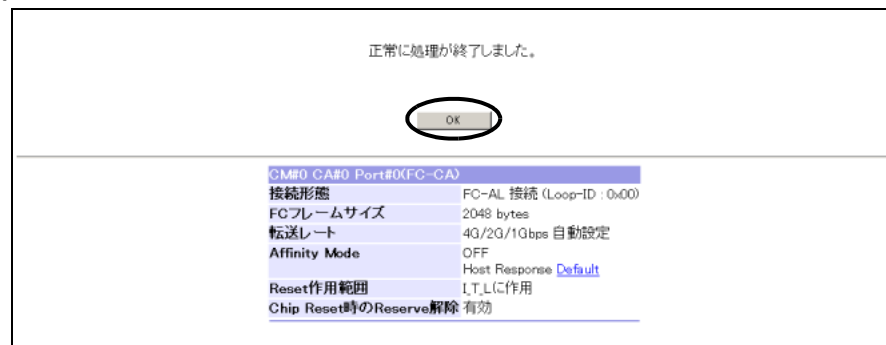 正常に処理が終了しました。
OK
CM#0 CA#0 Port#0(FC-CA)
接続形態 FC-AL 接続 (Loop-ID : 0x00)
FCフレームサイズ 2048 bytes
転送レート 4G/2G/1Gbps 自動設定
Affinity Mode OFF
Host Response Default
Reset作用範囲 I_T_Lに作用
Chip Reset時のReserve解除 有効